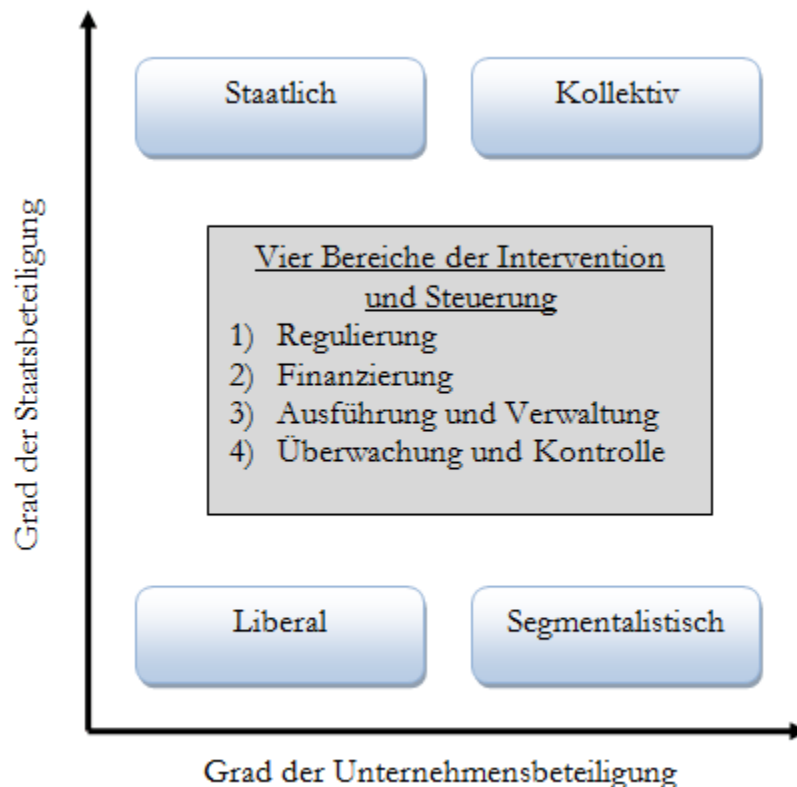 Staatlich
Kollektiv
Grad der Staatsbeteiligung
Vier Bereiche der Intervention
und Steuerung
1) Regulierung
2) Finanzierung
3) Ausführung und Verwaltung
4) Überwachung und Kontrolle
Liberal
Segmentalistisch
Grad der Unternehmensbeteiligung